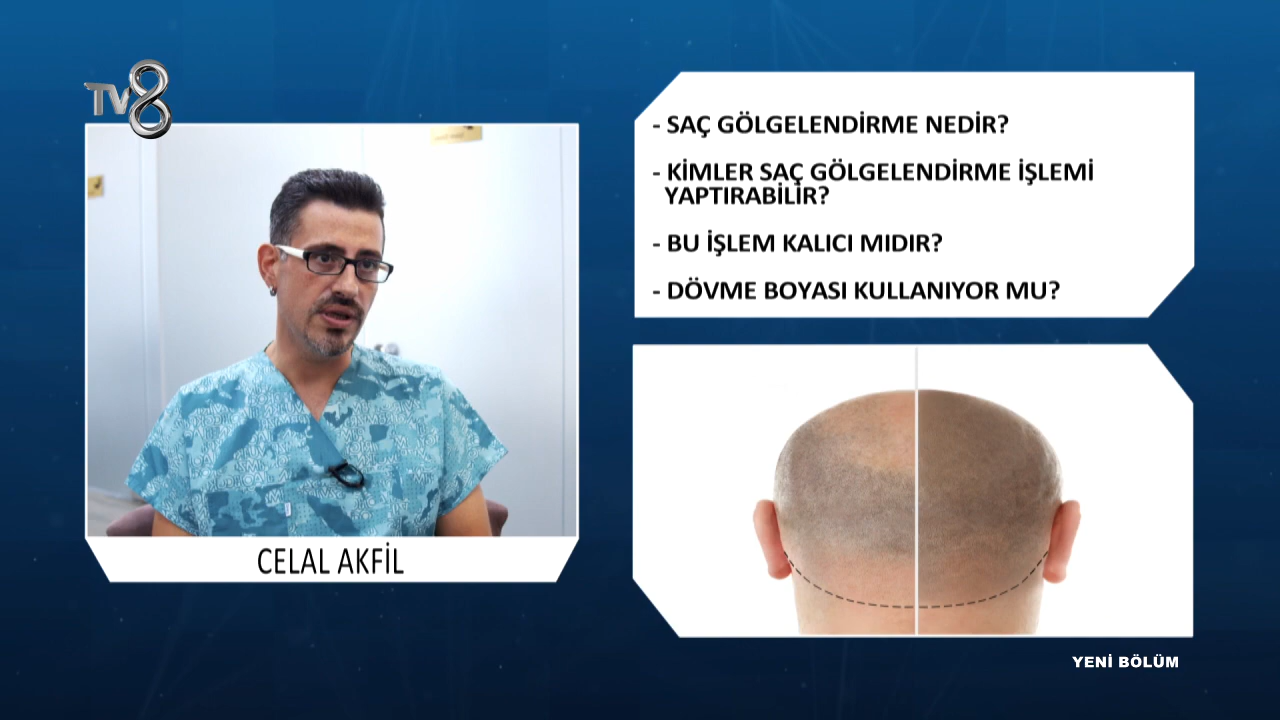 TV8
- SAÇ GÖLGELENDİRME NEDİR?
- KİMLER SAÇ GÖLGELENDİRME İŞLEMİ
YAPTIRABİLİR?
- BU İŞLEM KALICI MIDIR?
- DÖVME BOYASI KULLANIYOR MU?
CELAL AKFİL
YENİ BÖLÜM